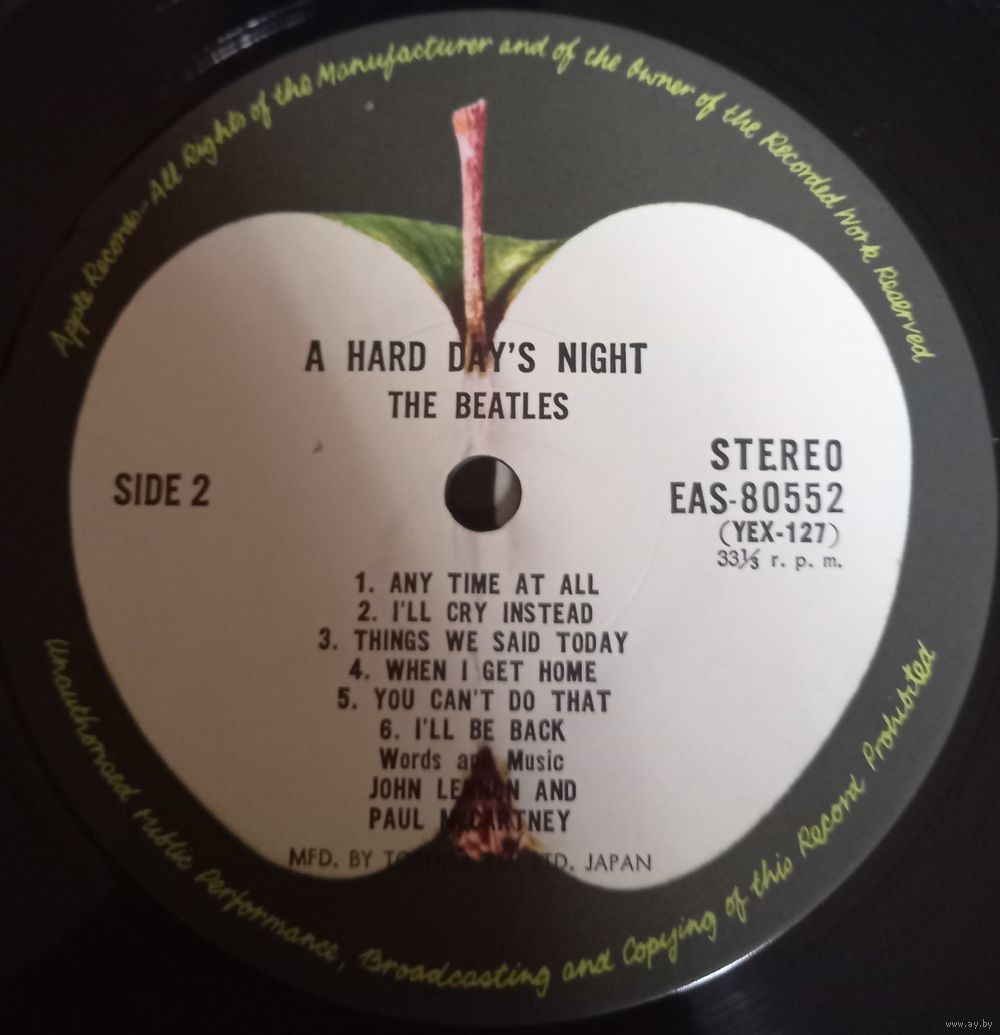 Apple Records - All Rights of the Manufacturer and of the Owner of the Recorded Work Reserved
A HARD DAY'S NIGHT
THE BEATLES
SIDE 2
STEREO
EAS-80552
(YEX-127)
33⅓ r. p. m.
1. ANY TIME AT ALL
2. I'LL CRY INSTEAD
3. THINGS WE SAID TODAY
4. WHEN I GET HOME
5. YOU CAN'T DO THAT
6. I'LL BE BACK
Words and Music
JOHN LENNON AND
PAUL McCARTNEY
MFD. BY LTD. JAPAN
Unauthorised Public Performance, Broadcasting and Copying of this Record Prohibited
www.ay.by